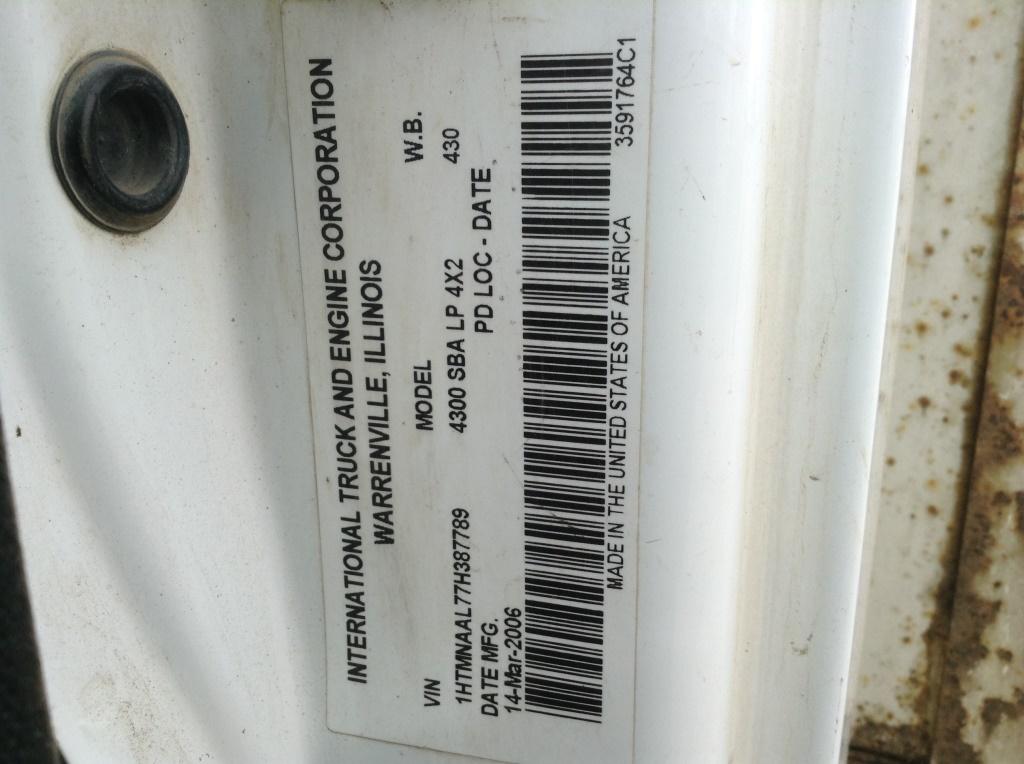 INTERNATIONAL TRUCK AND ENGINE CORPORATION
WARRENVILLE, ILLINOIS
VIN MODEL W.B.
1HTMNAAL77H387789 4300 SBA LP 4X2 430
DATE MFG. PD LOC - DATE
14-Mar-2006
MADE IN THE UNITED STATES OF AMERICA 3591764C1